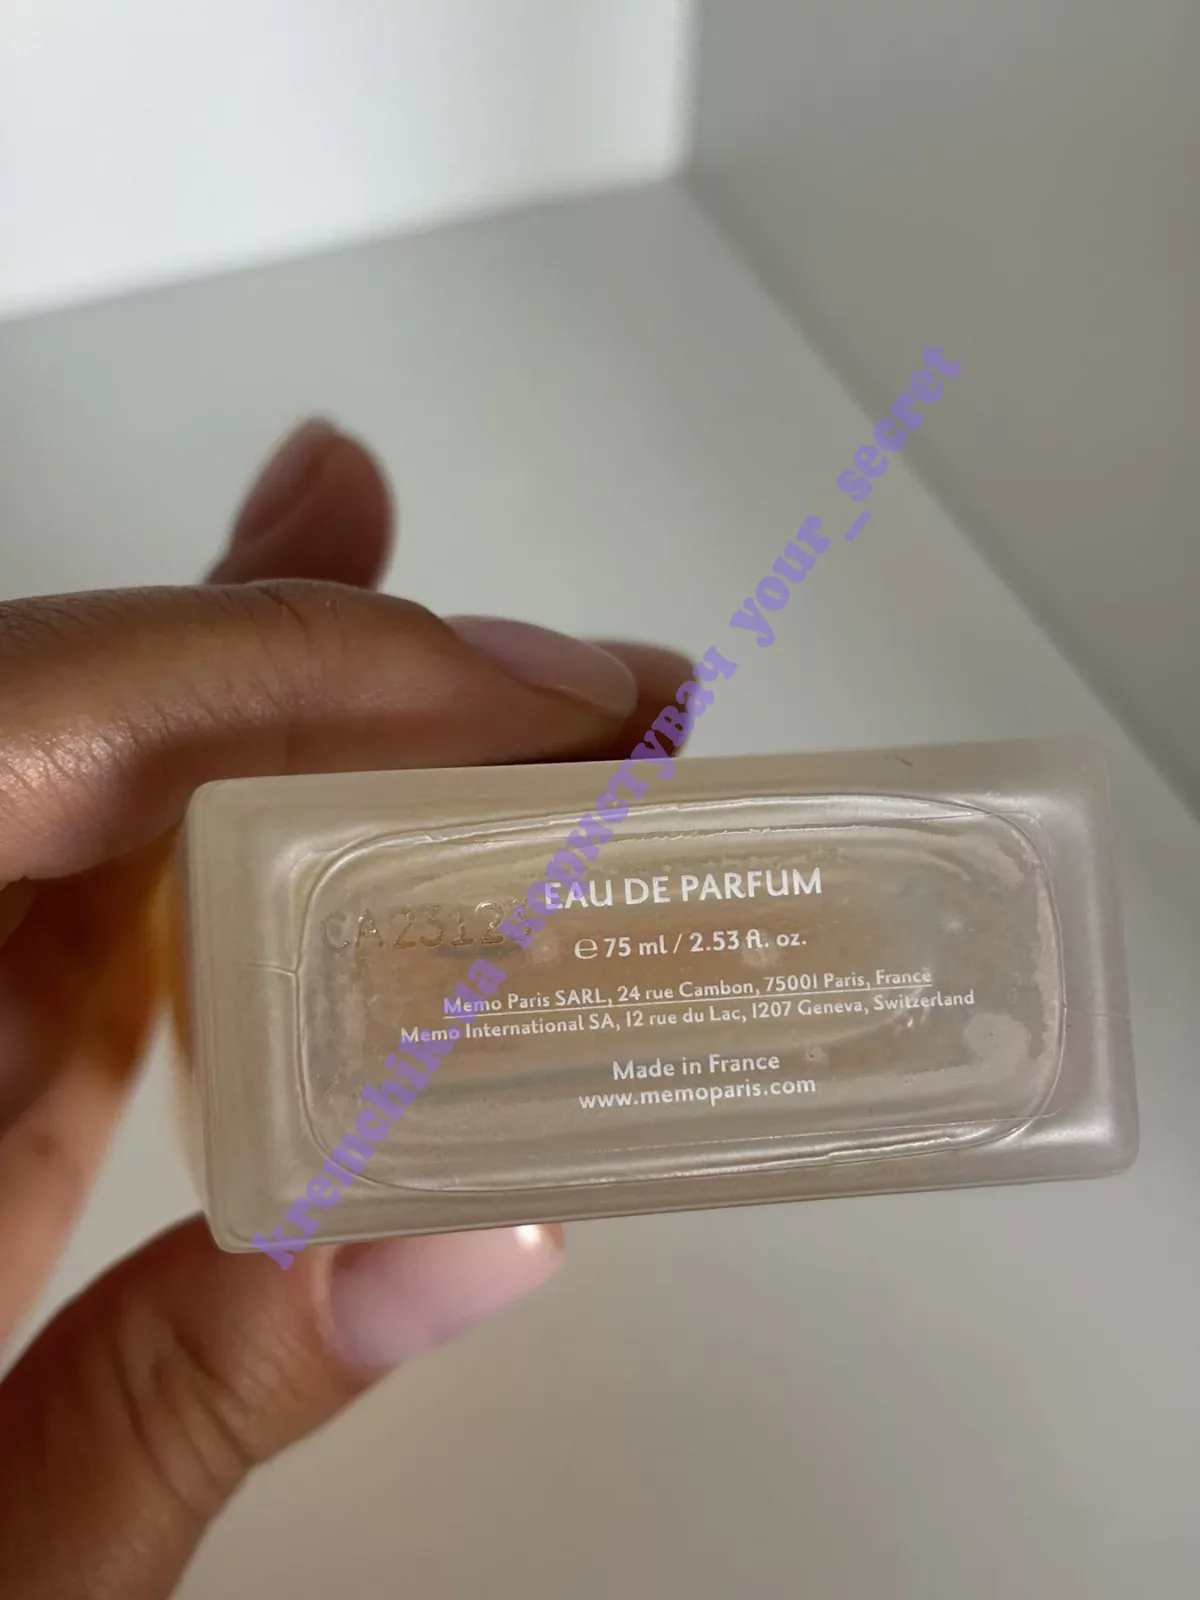 EAU DE PARFUM
℮ 75 ml / 2.53 fl. oz.
Memo Paris SARL, 24 rue Cambon, 75001 Paris, France
Memo International SA, 12 rue du Lac, 1207 Geneva, Switzerland
Made in France
www.memoparis.com
користувач your_secret